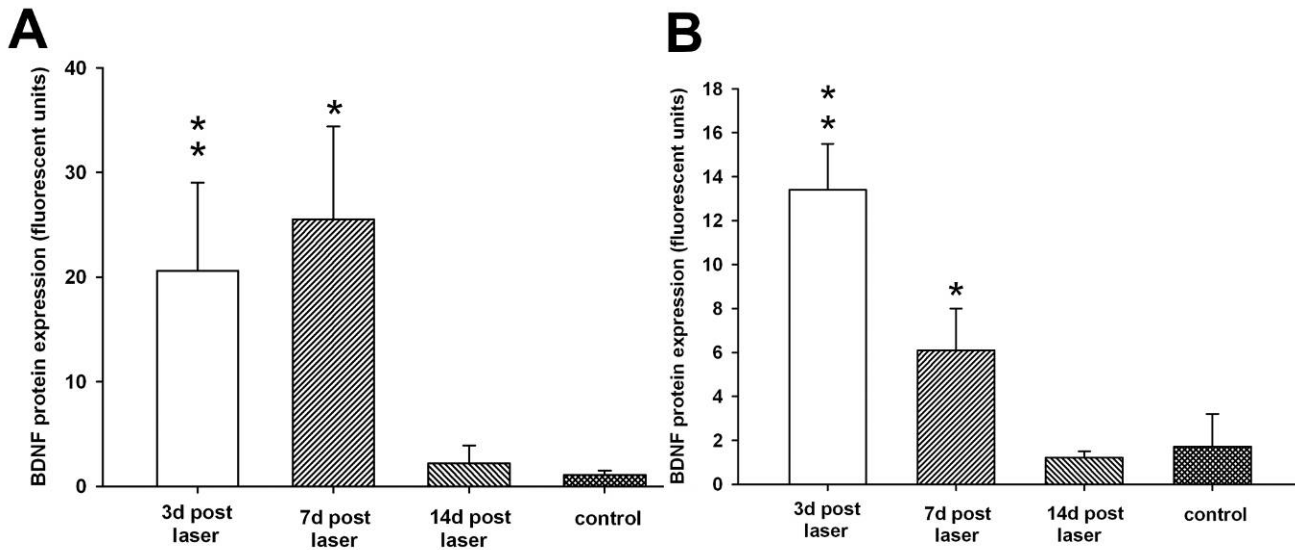 A
BDNF protein expression (fluorescent units)
40
30
20
10
0
*
*
*
3d post
laser
7d post
laser
14d post
laser
control
B
BDNF protein expression (fluorescent units)
18
16
14
12
10
8
6
4
2
0
*
*
*
3d post
laser
7d post
laser
14d post
laser
control